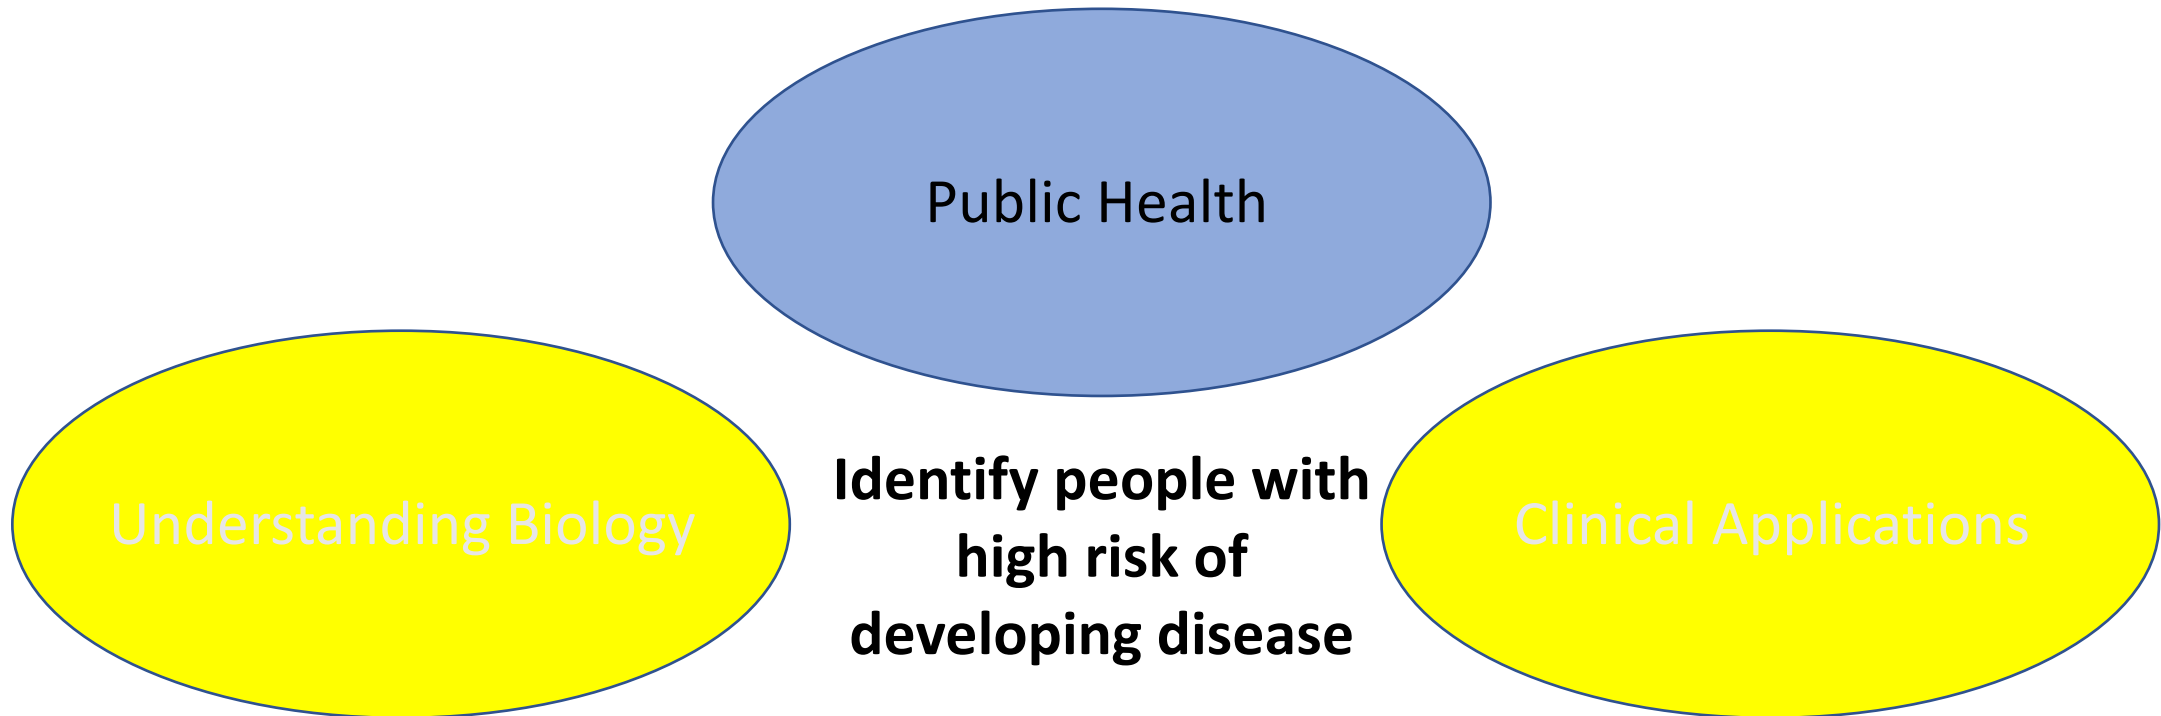 Public Health
Understanding Biology
Identify people with
high risk of
developing disease
Clinical Applications